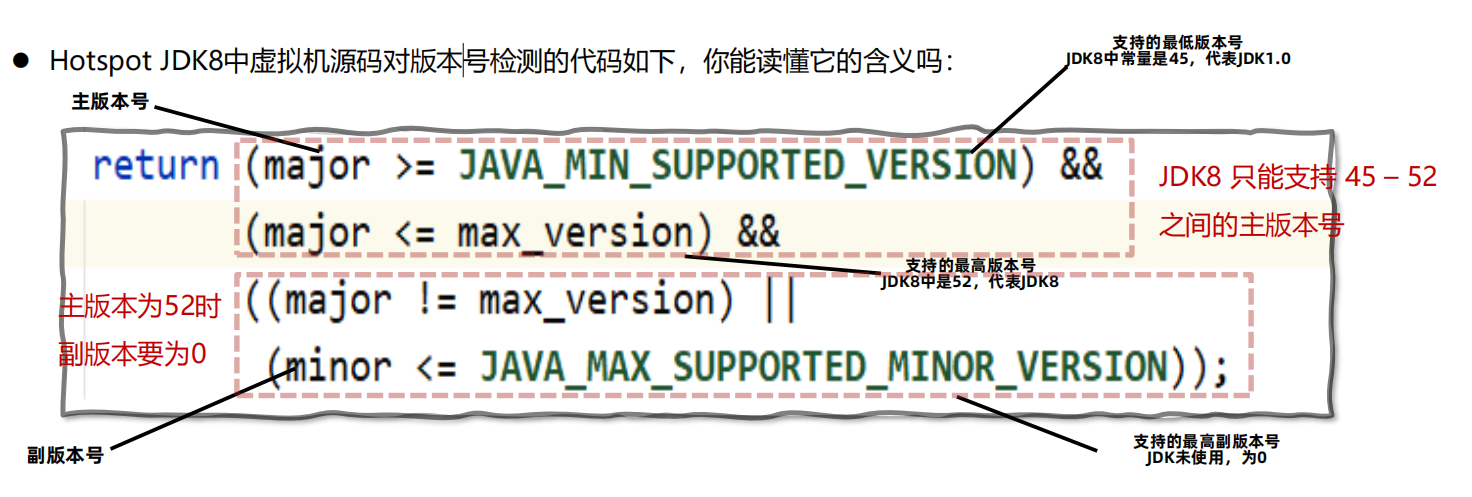 ● Hotspot JDK8中虚拟机源码对版本号检测的代码如下，你能读懂它的含义吗：
支持的最低版本号
JDK8中常量是45，代表JDK1.0
主版本号
return (major >= JAVA_MIN_SUPPORTED_VERSION) &&
(major <= max_version) &&
JDK8 只能支持 45 – 52
之间的主版本号
支持的最高版本号
JDK8中是52，代表JDK8
主版本为52时
副版本要为0
((major != max_version) ||
(minor <= JAVA_MAX_SUPPORTED_MINOR_VERSION));
副版本号
支持的最高副版本号
JDK未使用，为0